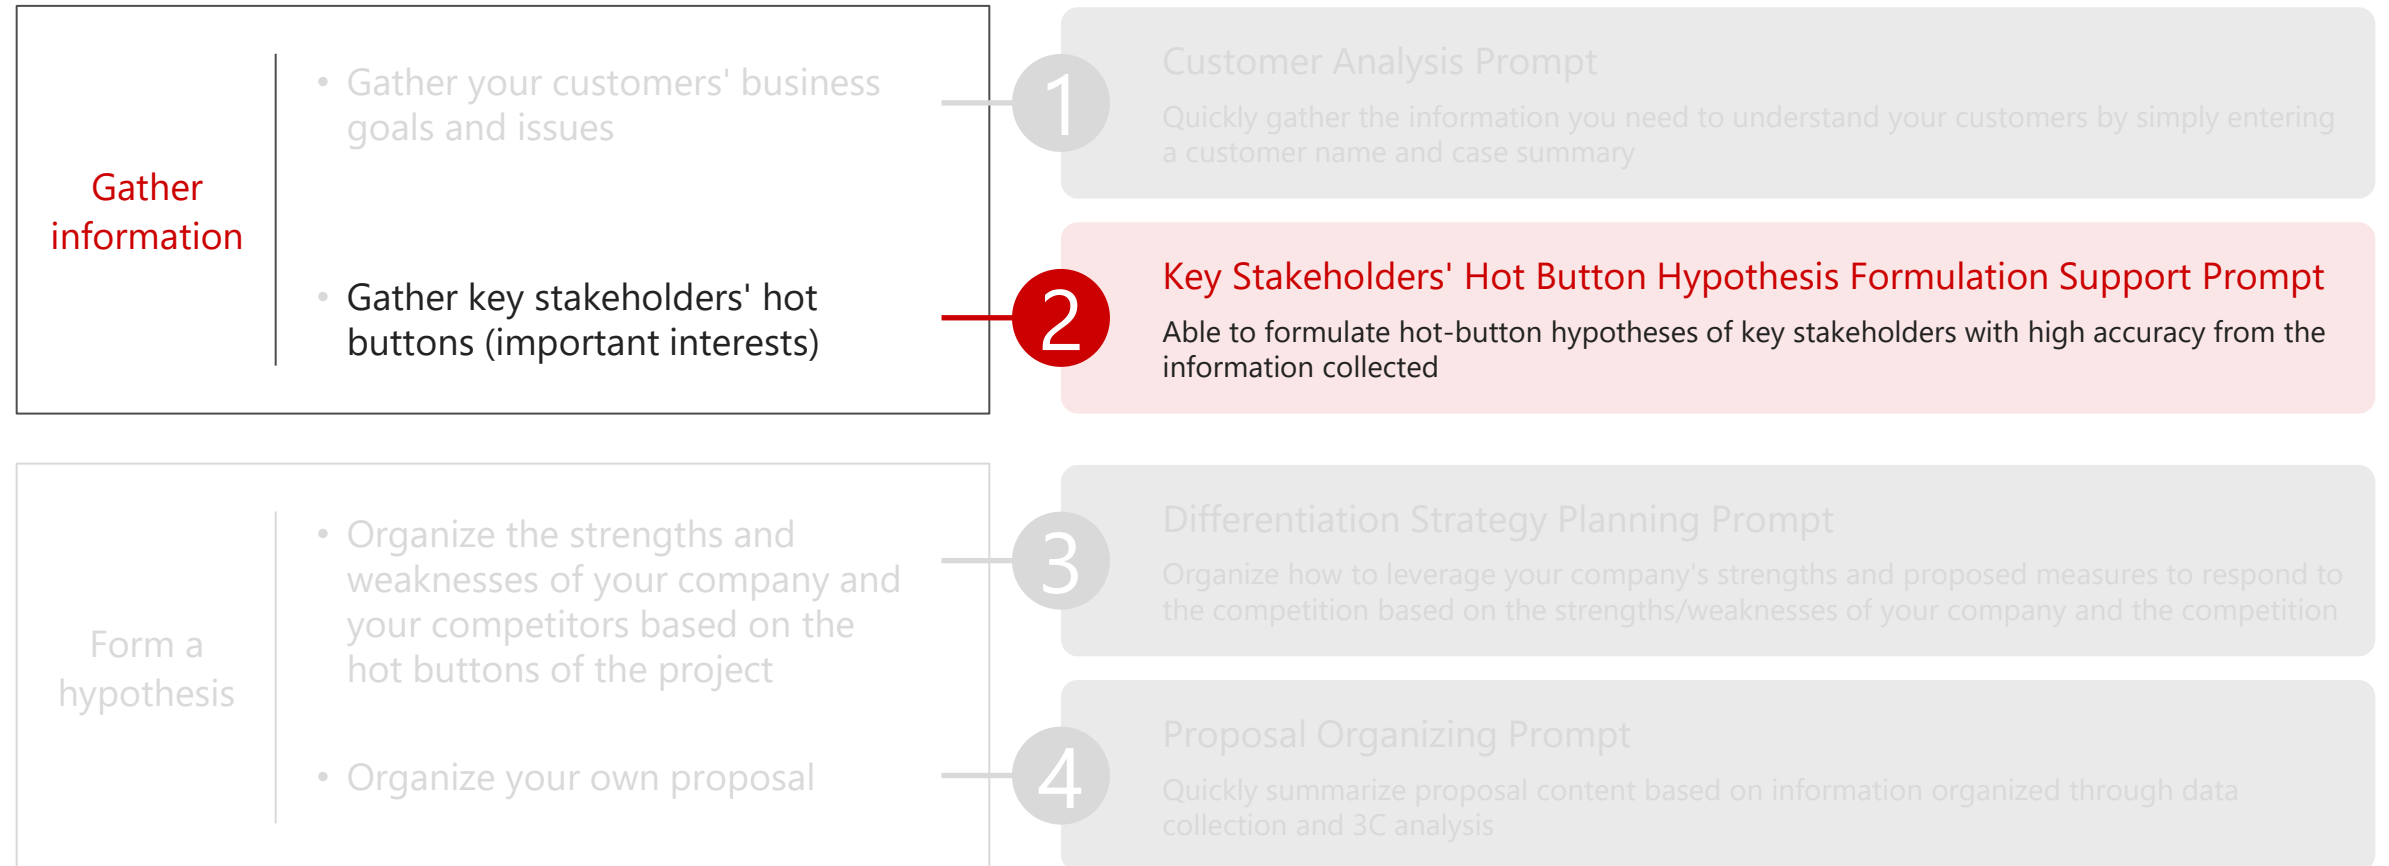 Gather
information
• Gather your customers' business
goals and issues
• Gather key stakeholders' hot
buttons (important interests)
1
Customer Analysis Prompt
Quickly gather the information you need to understand your customers by simply entering
a customer name and case summary
2
Key Stakeholders' Hot Button Hypothesis Formulation Support Prompt
Able to formulate hot-button hypotheses of key stakeholders with high accuracy from the
information collected
Form a
hypothesis
• Organize the strengths and
weaknesses of your company and
your competitors based on the
hot buttons of the project
• Organize your own proposal
3
Differentiation Strategy Planning Prompt
Organize how to leverage your company's strengths and proposed measures to respond to
the competition based on the strengths/weaknesses of your company and the competition
4
Proposal Organizing Prompt
Quickly summarize proposal content based on information organized through data
collection and 3C analysis